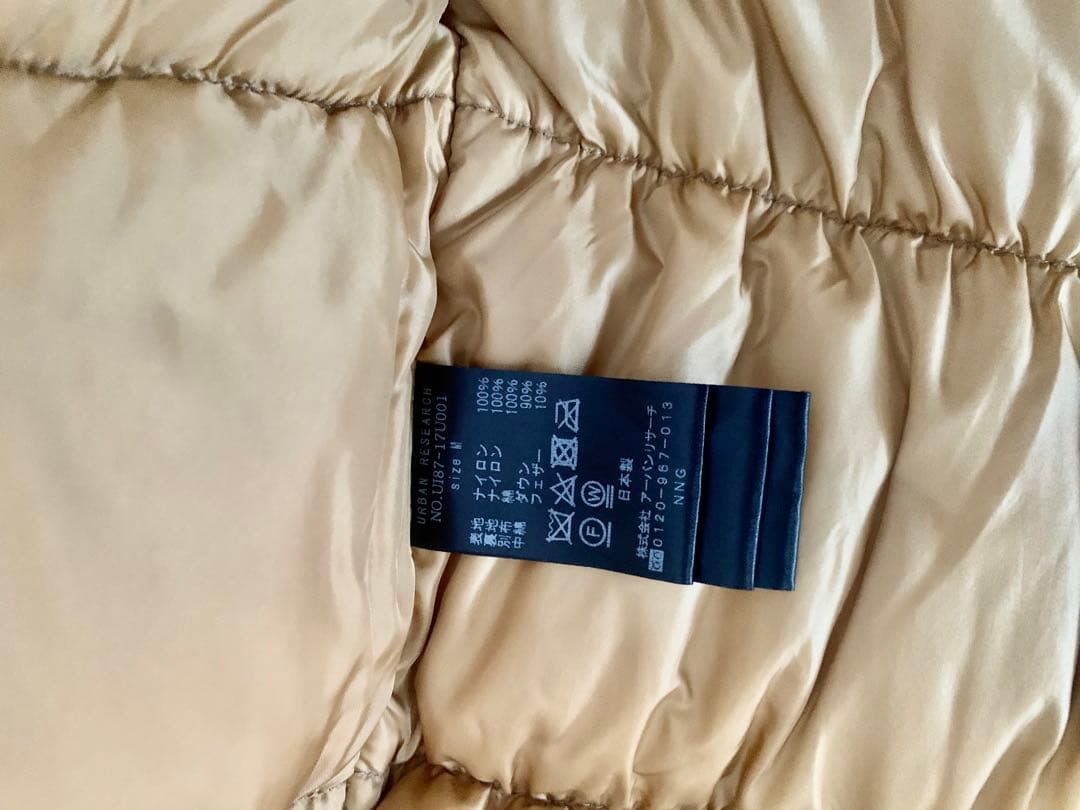 URBAN RESEARCH
NO.UI87-17U001
size M
表地 ナイロン 100%
裏地 ナイロン 100%
別布 綿 100%
中綿 ダウン 90%
フェザー 10%
F W
日本製
株式会社 アーバンリサーチ
0120-967-013
NNG